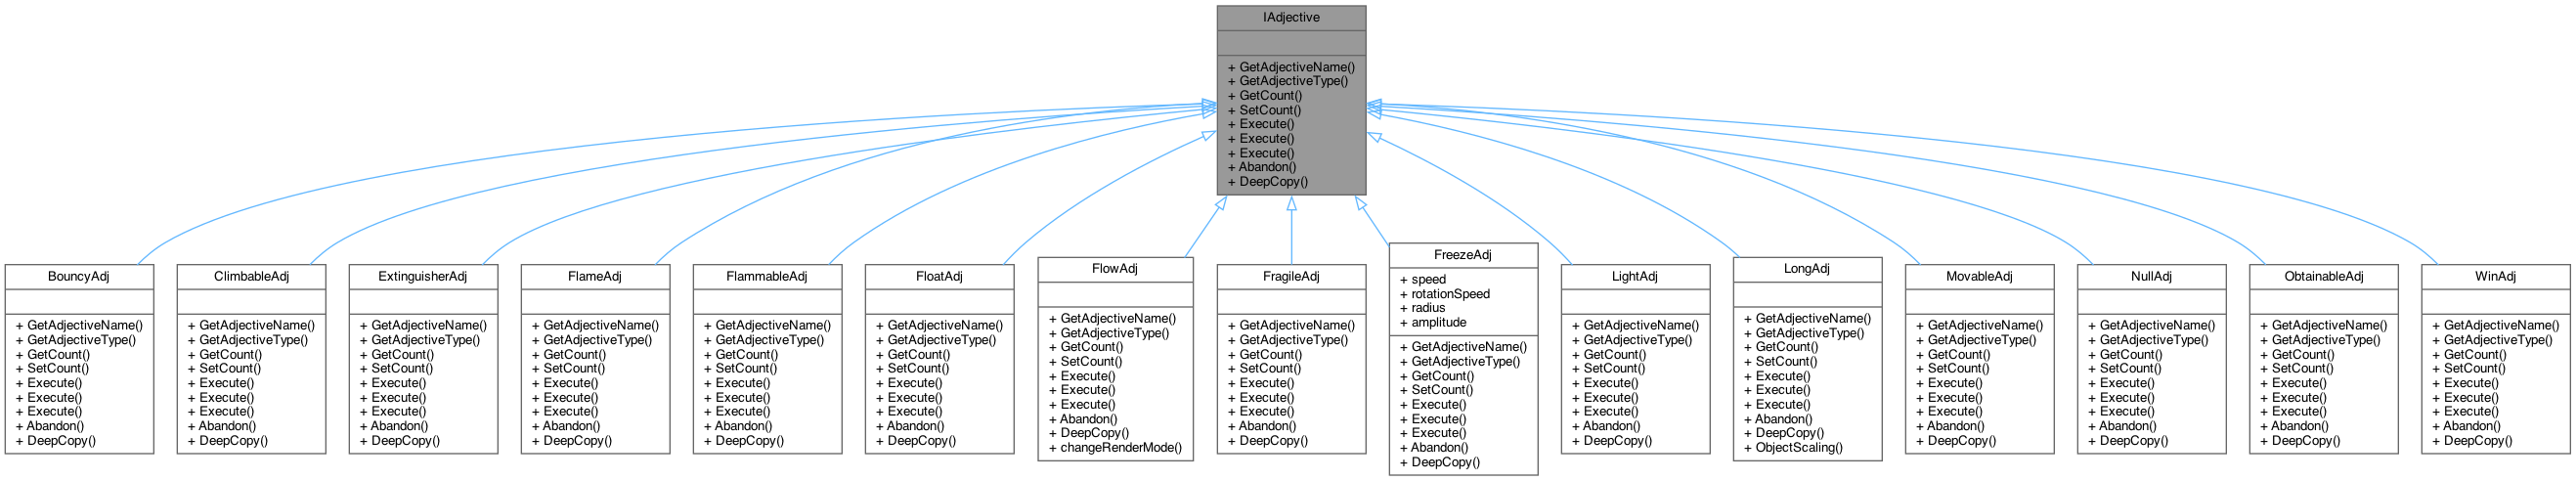 IAdjective
+ GetAdjectiveName()
+ GetAdjectiveType()
+ GetCount()
+ SetCount()
+ Execute()
+ Execute()
+ Execute()
+ Abandon()
+ DeepCopy()
BouncyAdj
+ GetAdjectiveName()
+ GetAdjectiveType()
+ GetCount()
+ SetCount()
+ Execute()
+ Execute()
+ Execute()
+ Abandon()
+ DeepCopy()
ClimbableAdj
+ GetAdjectiveName()
+ GetAdjectiveType()
+ GetCount()
+ SetCount()
+ Execute()
+ Execute()
+ Execute()
+ Abandon()
+ DeepCopy()
ExtinguisherAdj
+ GetAdjectiveName()
+ GetAdjectiveType()
+ GetCount()
+ SetCount()
+ Execute()
+ Execute()
+ Execute()
+ Abandon()
+ DeepCopy()
FlameAdj
+ GetAdjectiveName()
+ GetAdjectiveType()
+ GetCount()
+ SetCount()
+ Execute()
+ Execute()
+ Execute()
+ Abandon()
+ DeepCopy()
FlammableAdj
+ GetAdjectiveName()
+ GetAdjectiveType()
+ GetCount()
+ SetCount()
+ Execute()
+ Execute()
+ Execute()
+ Abandon()
+ DeepCopy()
FloatAdj
+ GetAdjectiveName()
+ GetAdjectiveType()
+ GetCount()
+ SetCount()
+ Execute()
+ Execute()
+ Execute()
+ Abandon()
+ DeepCopy()
FlowAdj
+ GetAdjectiveName()
+ GetAdjectiveType()
+ GetCount()
+ SetCount()
+ Execute()
+ Execute()
+ Execute()
+ Abandon()
+ DeepCopy()
+ changeRenderMode()
FragileAdj
+ GetAdjectiveName()
+ GetAdjectiveType()
+ GetCount()
+ SetCount()
+ Execute()
+ Execute()
+ Execute()
+ Abandon()
+ DeepCopy()
FreezeAdj
+ speed
+ rotationSpeed
+ radius
+ amplitude
+ GetAdjectiveName()
+ GetAdjectiveType()
+ GetCount()
+ SetCount()
+ Execute()
+ Execute()
+ Execute()
+ Abandon()
+ DeepCopy()
LightAdj
+ GetAdjectiveName()
+ GetAdjectiveType()
+ GetCount()
+ SetCount()
+ Execute()
+ Execute()
+ Execute()
+ Abandon()
+ DeepCopy()
LongAdj
+ GetAdjectiveName()
+ GetAdjectiveType()
+ GetCount()
+ SetCount()
+ Execute()
+ Execute()
+ Execute()
+ Abandon()
+ DeepCopy()
+ ObjectScaling()
MovableAdj
+ GetAdjectiveName()
+ GetAdjectiveType()
+ GetCount()
+ SetCount()
+ Execute()
+ Execute()
+ Execute()
+ Abandon()
+ DeepCopy()
NullAdj
+ GetAdjectiveName()
+ GetAdjectiveType()
+ GetCount()
+ SetCount()
+ Execute()
+ Execute()
+ Execute()
+ Abandon()
+ DeepCopy()
ObtainableAdj
+ GetAdjectiveName()
+ GetAdjectiveType()
+ GetCount()
+ SetCount()
+ Execute()
+ Execute()
+ Execute()
+ Abandon()
+ DeepCopy()
WinAdj
+ GetAdjectiveName()
+ GetAdjectiveType()
+ GetCount()
+ SetCount()
+ Execute()
+ Execute()
+ Execute()
+ Abandon()
+ DeepCopy()